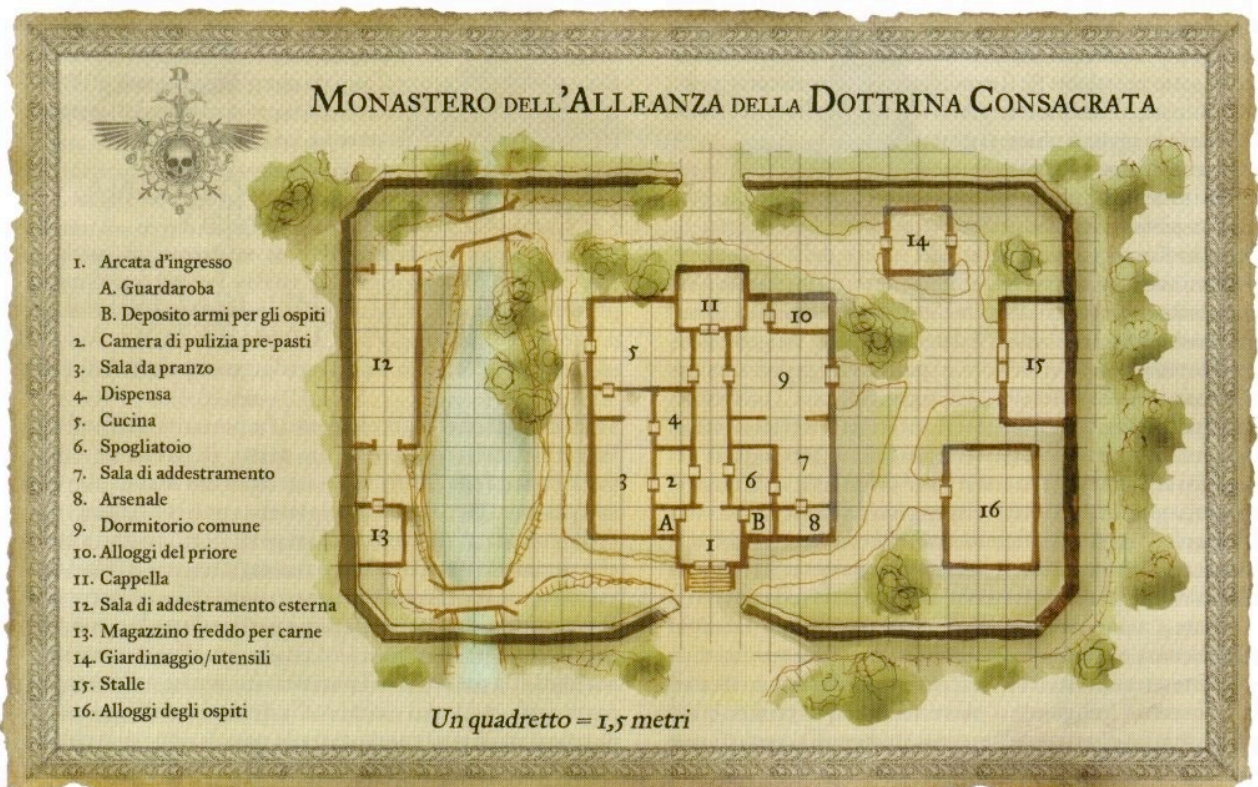 MONASTERO DELL'ALLEANZA DELLA DOTTRINA CONSACRATA
1. Arcata d'ingresso
A. Guardaroba
B. Deposito armi per gli ospiti
2. Camera di pulizia pre-pasti
3. Sala da pranzo
4. Dispensa
5. Cucina
6. Spogliatoio
7. Sala di addestramento
8. Arsenale
9. Dormitorio comune
10. Alloggi del priore
11. Cappella
12. Sala di addestramento esterna
13. Magazzino freddo per carne
14. Giardinaggio/utensili
15. Stalle
16. Alloggi degli ospiti
14
11
10
5
12
9
15
4
3
2
6
7
16
13
A
B
8
1
Un quadretto = 1,5 metri